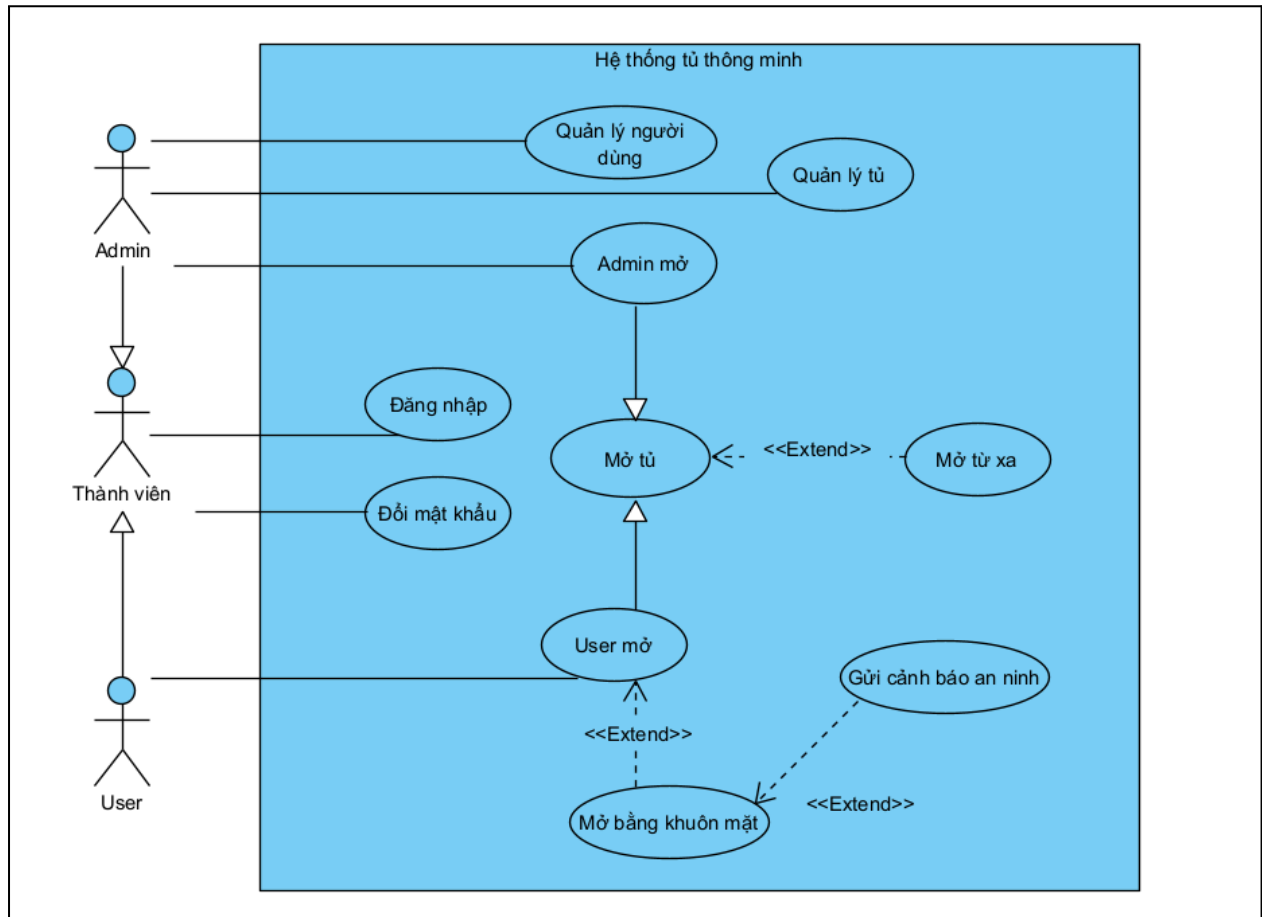 Hệ thống tủ thông minh
Quản lý người
dùng
Quản lý tủ
Admin
Admin mở
Đăng nhập
Mở tủ
<<Extend>>
Mở từ xa
Thành viên
Đổi mật khẩu
User mở
Gửi cảnh báo an ninh
<<Extend>>
User
Mở bằng khuôn mặt
<<Extend>>